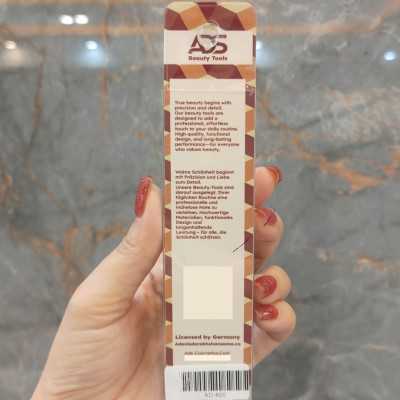 ADS
Beauty Tools
True beauty begins with
precision and detail.
Our beauty tools are
designed to add a
professional, effortless
touch to your daily routine.
High-quality, functional
design, and long-lasting
performance—for everyone
who values beauty.
Wahre Schönheit beginnt
mit Präzision und Liebe
zum Detail.
Unsere Beauty-Tools sind
darauf ausgelegt, Ihrer
täglichen Routine eine
professionelle und
mühelose Note zu
verleihen. Hochwertige
Materialien, funktionales
Design und
langanhaltende
Leistung – für alle, die
Schönheit schätzen.
Licensed by Germany